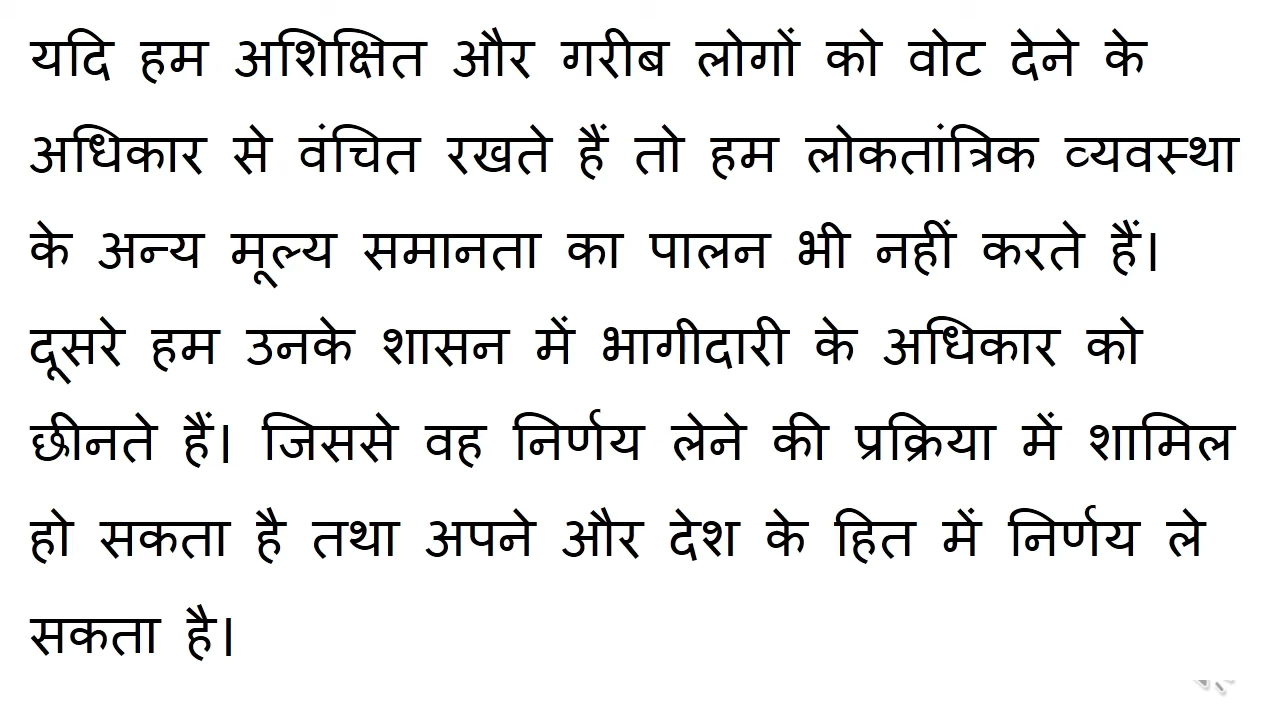 यदि हम अशिक्षित और गरीब लोगों को वोट देने के
अधिकार से वंचित रखते हैं तो हम लोकतांत्रिक व्यवस्था
के अन्य मूल्य समानता का पालन भी नहीं करते हैं।
दूसरे हम उनके शासन में भागीदारी के अधिकार को
छीनते हैं। जिससे वह निर्णय लेने की प्रक्रिया में शामिल
हो सकता है तथा अपने और देश के हित में निर्णय ले
सकता है।